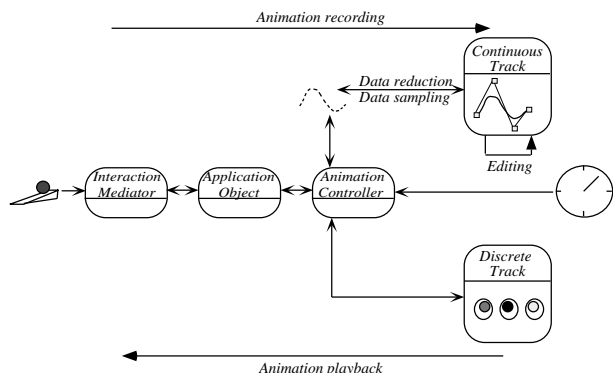 Animation recording
Continuous
Track
Data reduction
Data sampling
Editing
Interaction
Mediator
Application
Object
Animation
Controller
Discrete
Track
Animation playback